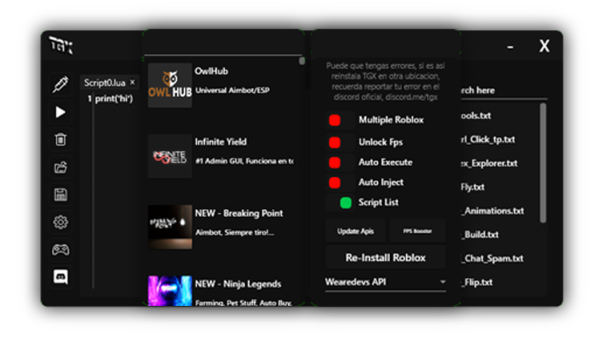 TGX
X
Script0.lua ×
1 print('hi')
OWL HUB
OwlHub
Universal Aimbot/ESP
INFINITE
YIELD
Infinite Yield
#1 Admin GUI, Funciona en to
NEW - Breaking Point
Aimbot, Siempre tiro!...
NEW - Ninja Legends
Farming, Pet Stuff, Auto Buy,
Puede que tengas errores, si es asi
reinstala TGX en otra ubicacion,
recuerda reportar tu error en el
discord oficial, discord.me/tgx
Multiple Roblox
Unlock Fps
Auto Execute
Auto Inject
Script List
Update Apis
FPS Booster
Re-Install Roblox
Wearedevs API
rch here
ools.txt
rl_Click_tp.txt
ex_Explorer.txt
Fly.txt
_Animations.txt
_Build.txt
_Chat_Spam.txt
_Flip.txt